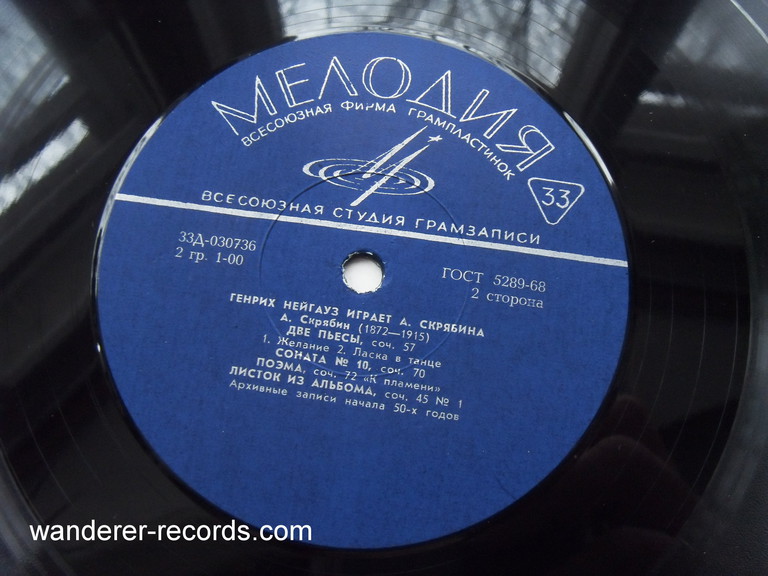 МЕЛОДИЯ
ВСЕСОЮЗНАЯ ФИРМА ГРАМПЛАСТИНОК
33
ВСЕСОЮЗНАЯ СТУДИЯ ГРАМЗАПИСИ
33Д-030736
2 гр. 1-00
ГОСТ 5289-68
2 сторона
ГЕНРИХ НЕЙГАУЗ ИГРАЕТ А. СКРЯБИНА
А. Скрябин (1872—1915)
ДВЕ ПЬЕСЫ, соч. 57
1. Желание 2. Ласка в танце
СОНАТА № 10, соч. 70
ПОЭМА, соч. 72 «К пламени»
ЛИСТОК ИЗ АЛЬБОМА, соч. 45 № 1
Архивные записи начала 50-х годов
wanderer-records.com